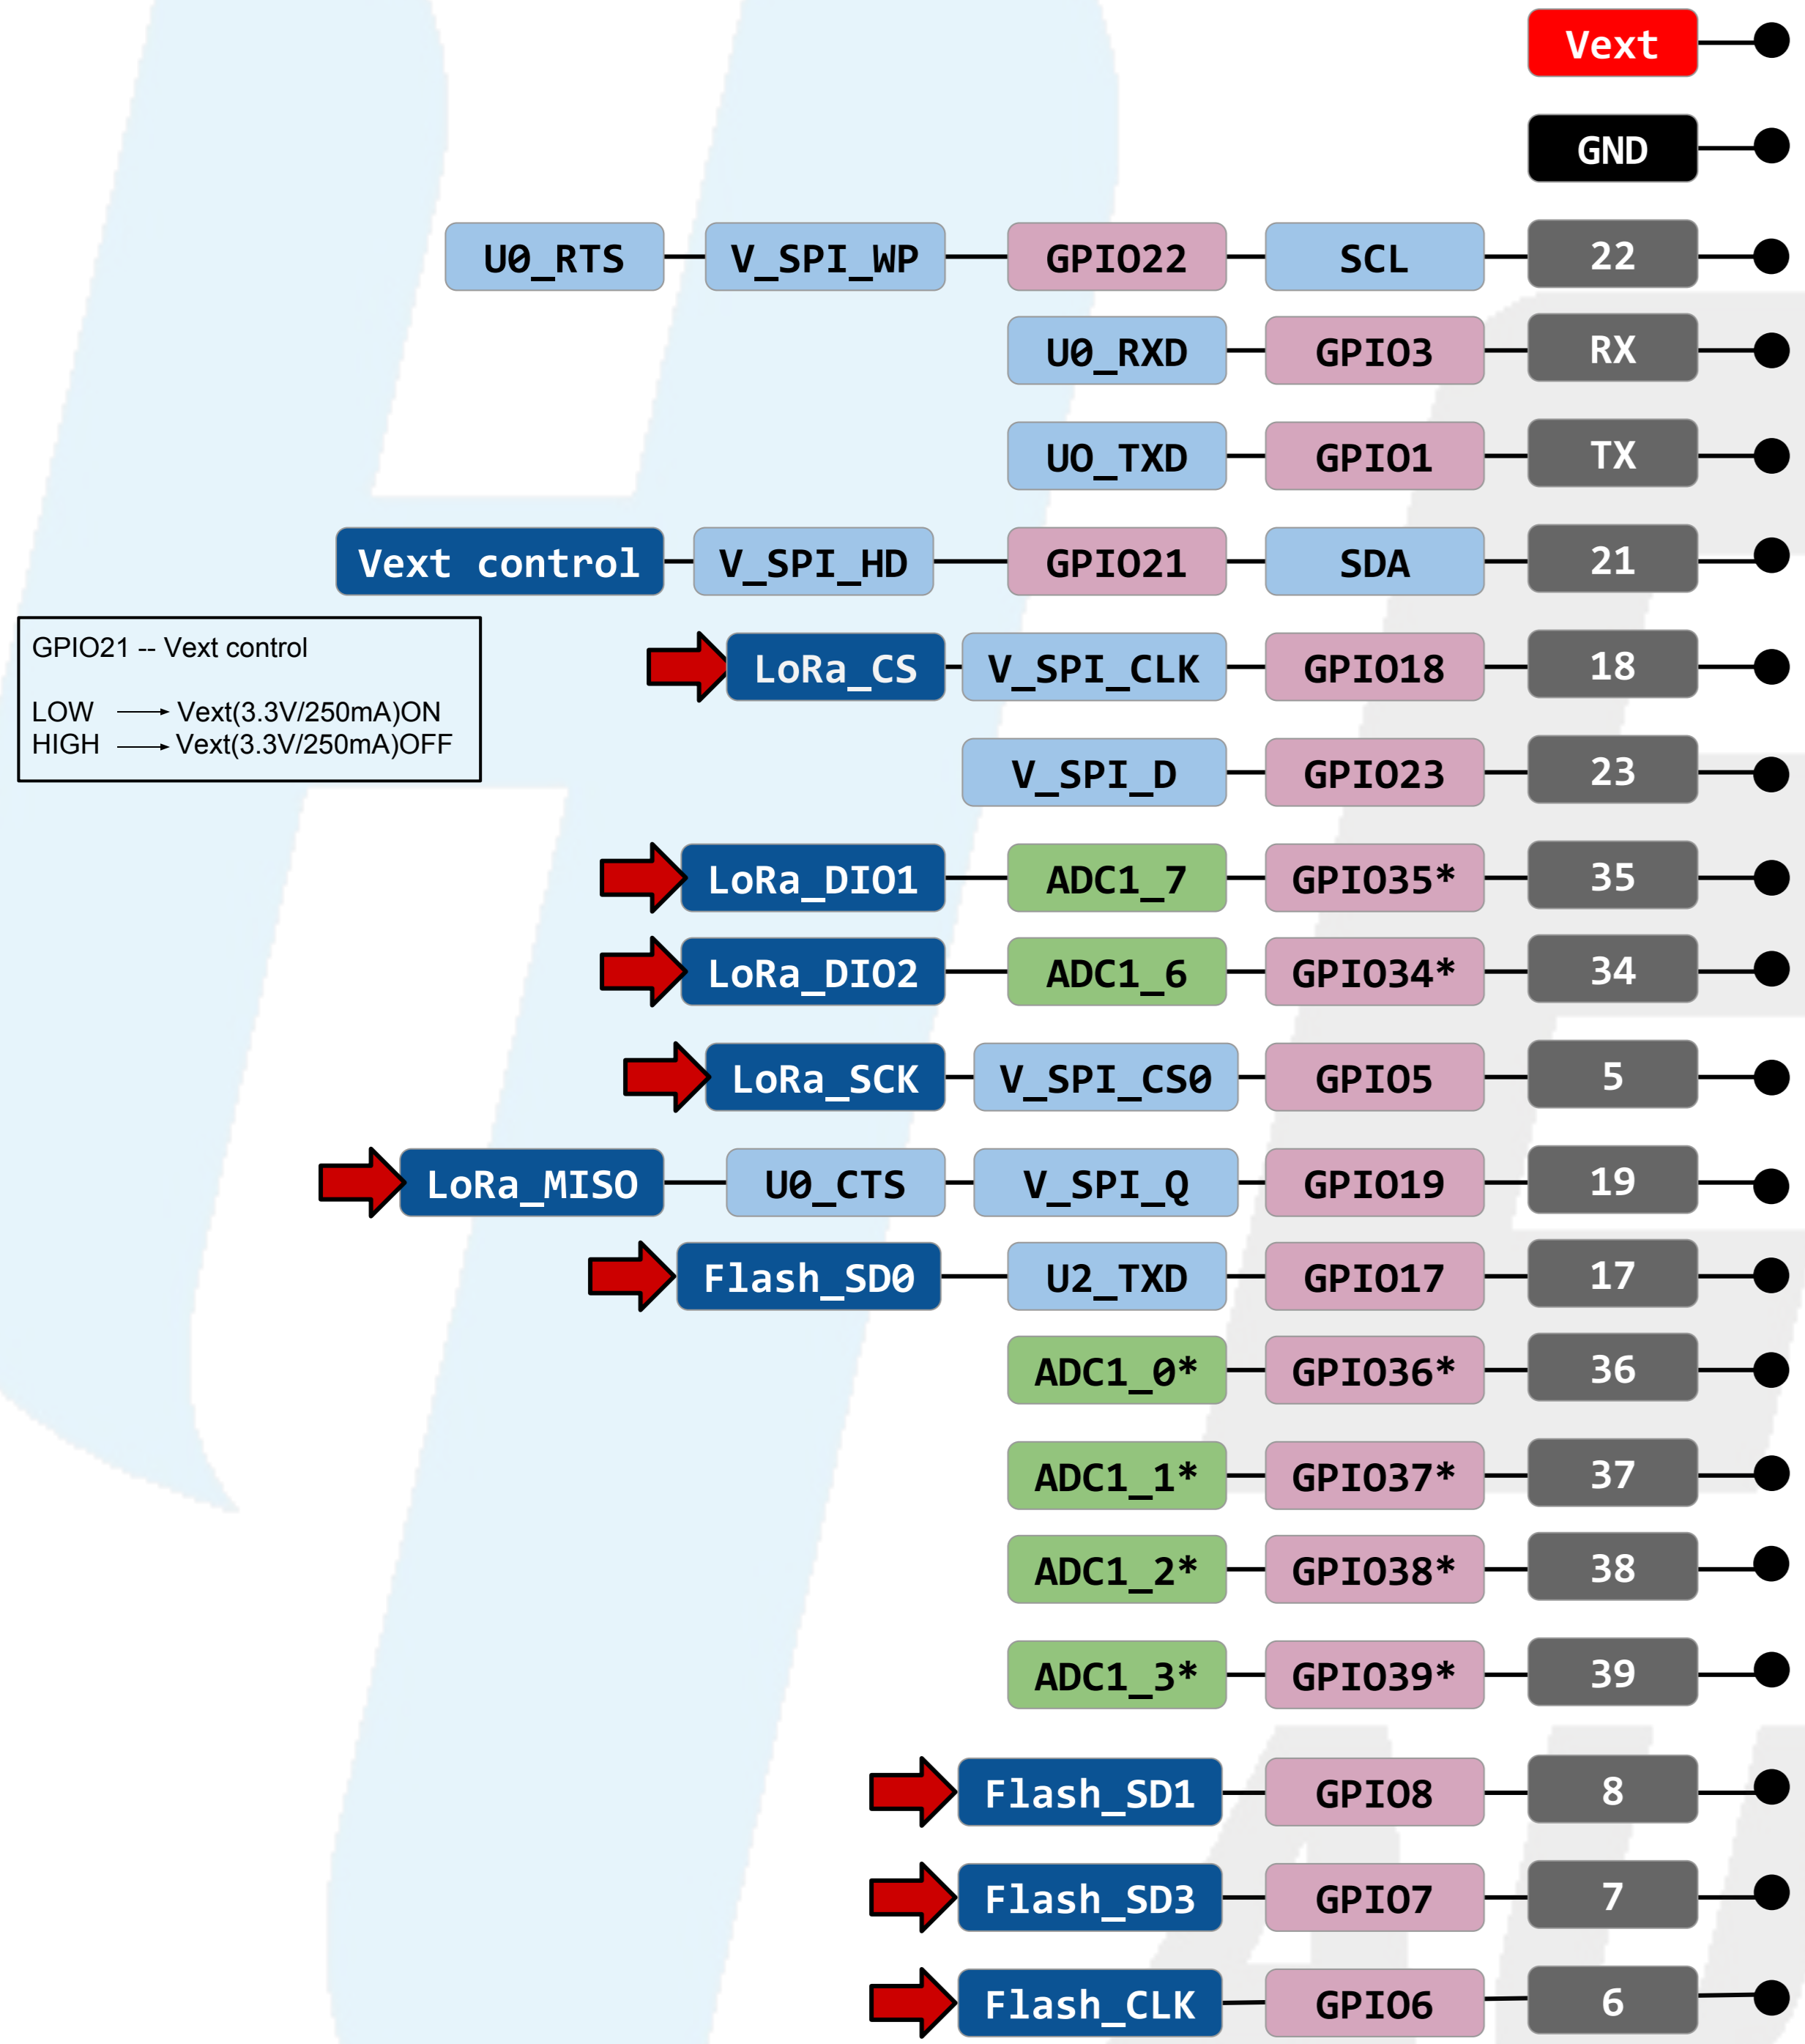 Vext
GND
U0_RTS V_SPI_WP GPIO22 SCL 22
U0_RXD GPIO3 RX
UO_TXD GPIO1 TX
Vext control V_SPI_HD GPIO21 SDA 21
GPIO21 -- Vext control
LOW → Vext(3.3V/250mA)ON
HIGH → Vext(3.3V/250mA)OFF
LoRa_CS V_SPI_CLK GPIO18 18
V_SPI_D GPIO23 23
LoRa_DIO1 ADC1_7 GPIO35* 35
LoRa_DIO2 ADC1_6 GPIO34* 34
LoRa_SCK V_SPI_CS0 GPIO5 5
LoRa_MISO U0_CTS V_SPI_Q GPIO19 19
Flash_SD0 U2_TXD GPIO17 17
ADC1_0* GPIO36* 36
ADC1_1* GPIO37* 37
ADC1_2* GPIO38* 38
ADC1_3* GPIO39* 39
Flash_SD1 GPIO8 8
Flash_SD3 GPIO7 7
Flash_CLK GPIO6 6